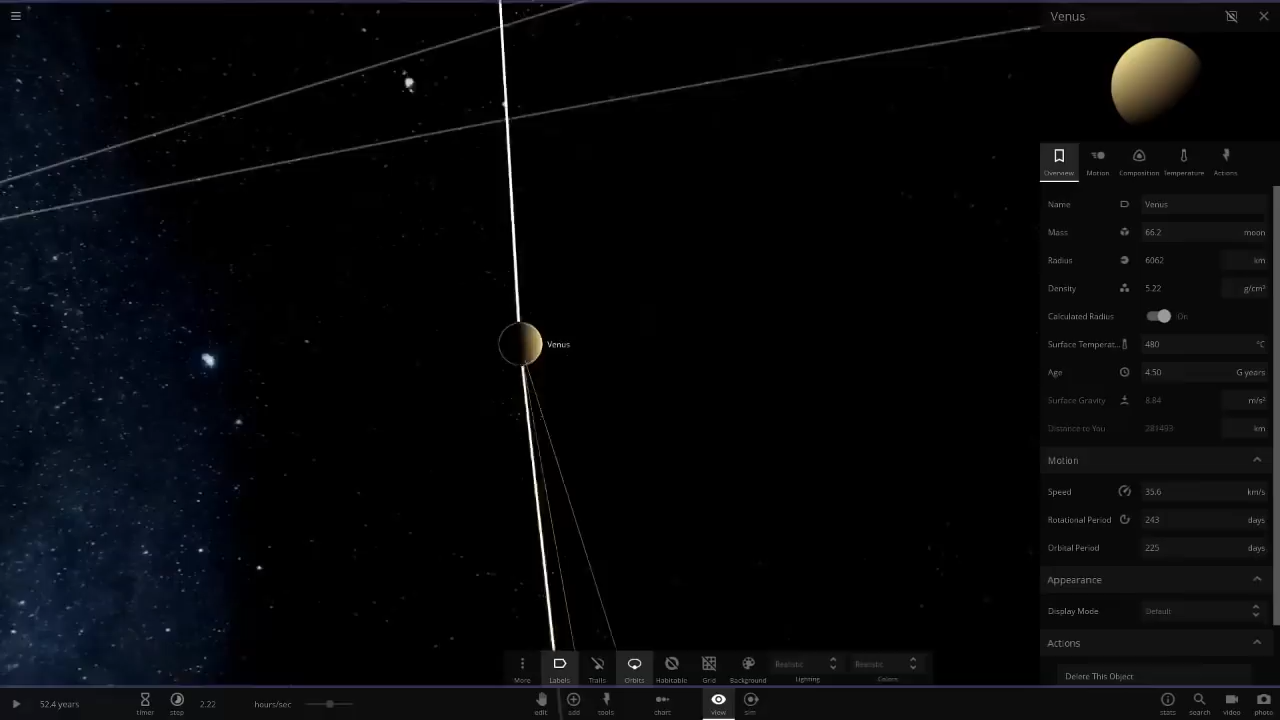 Venus
Overview Motion Composition Temperature Actions
Name Venus
Mass 66.2 moon
Radius 6062 km
Density 5.22 g/cm³
Calculated Radius On
Surface Temperat... 480 °C
Age 4.50 G years
Surface Gravity 8.84 m/s²
Distance to You 281493 km
Motion
Speed 35.6 km/s
Rotational Period 243 days
Orbital Period 225 days
Appearance
Display Mode Default
Actions
Delete This Object
Venus
Realistic Realistic
More Labels Trails Orbits Habitable Grid Background Lighting Colors
52.4 years timer step 2.22 hours/sec edit add tools chart view sim stats search video photo